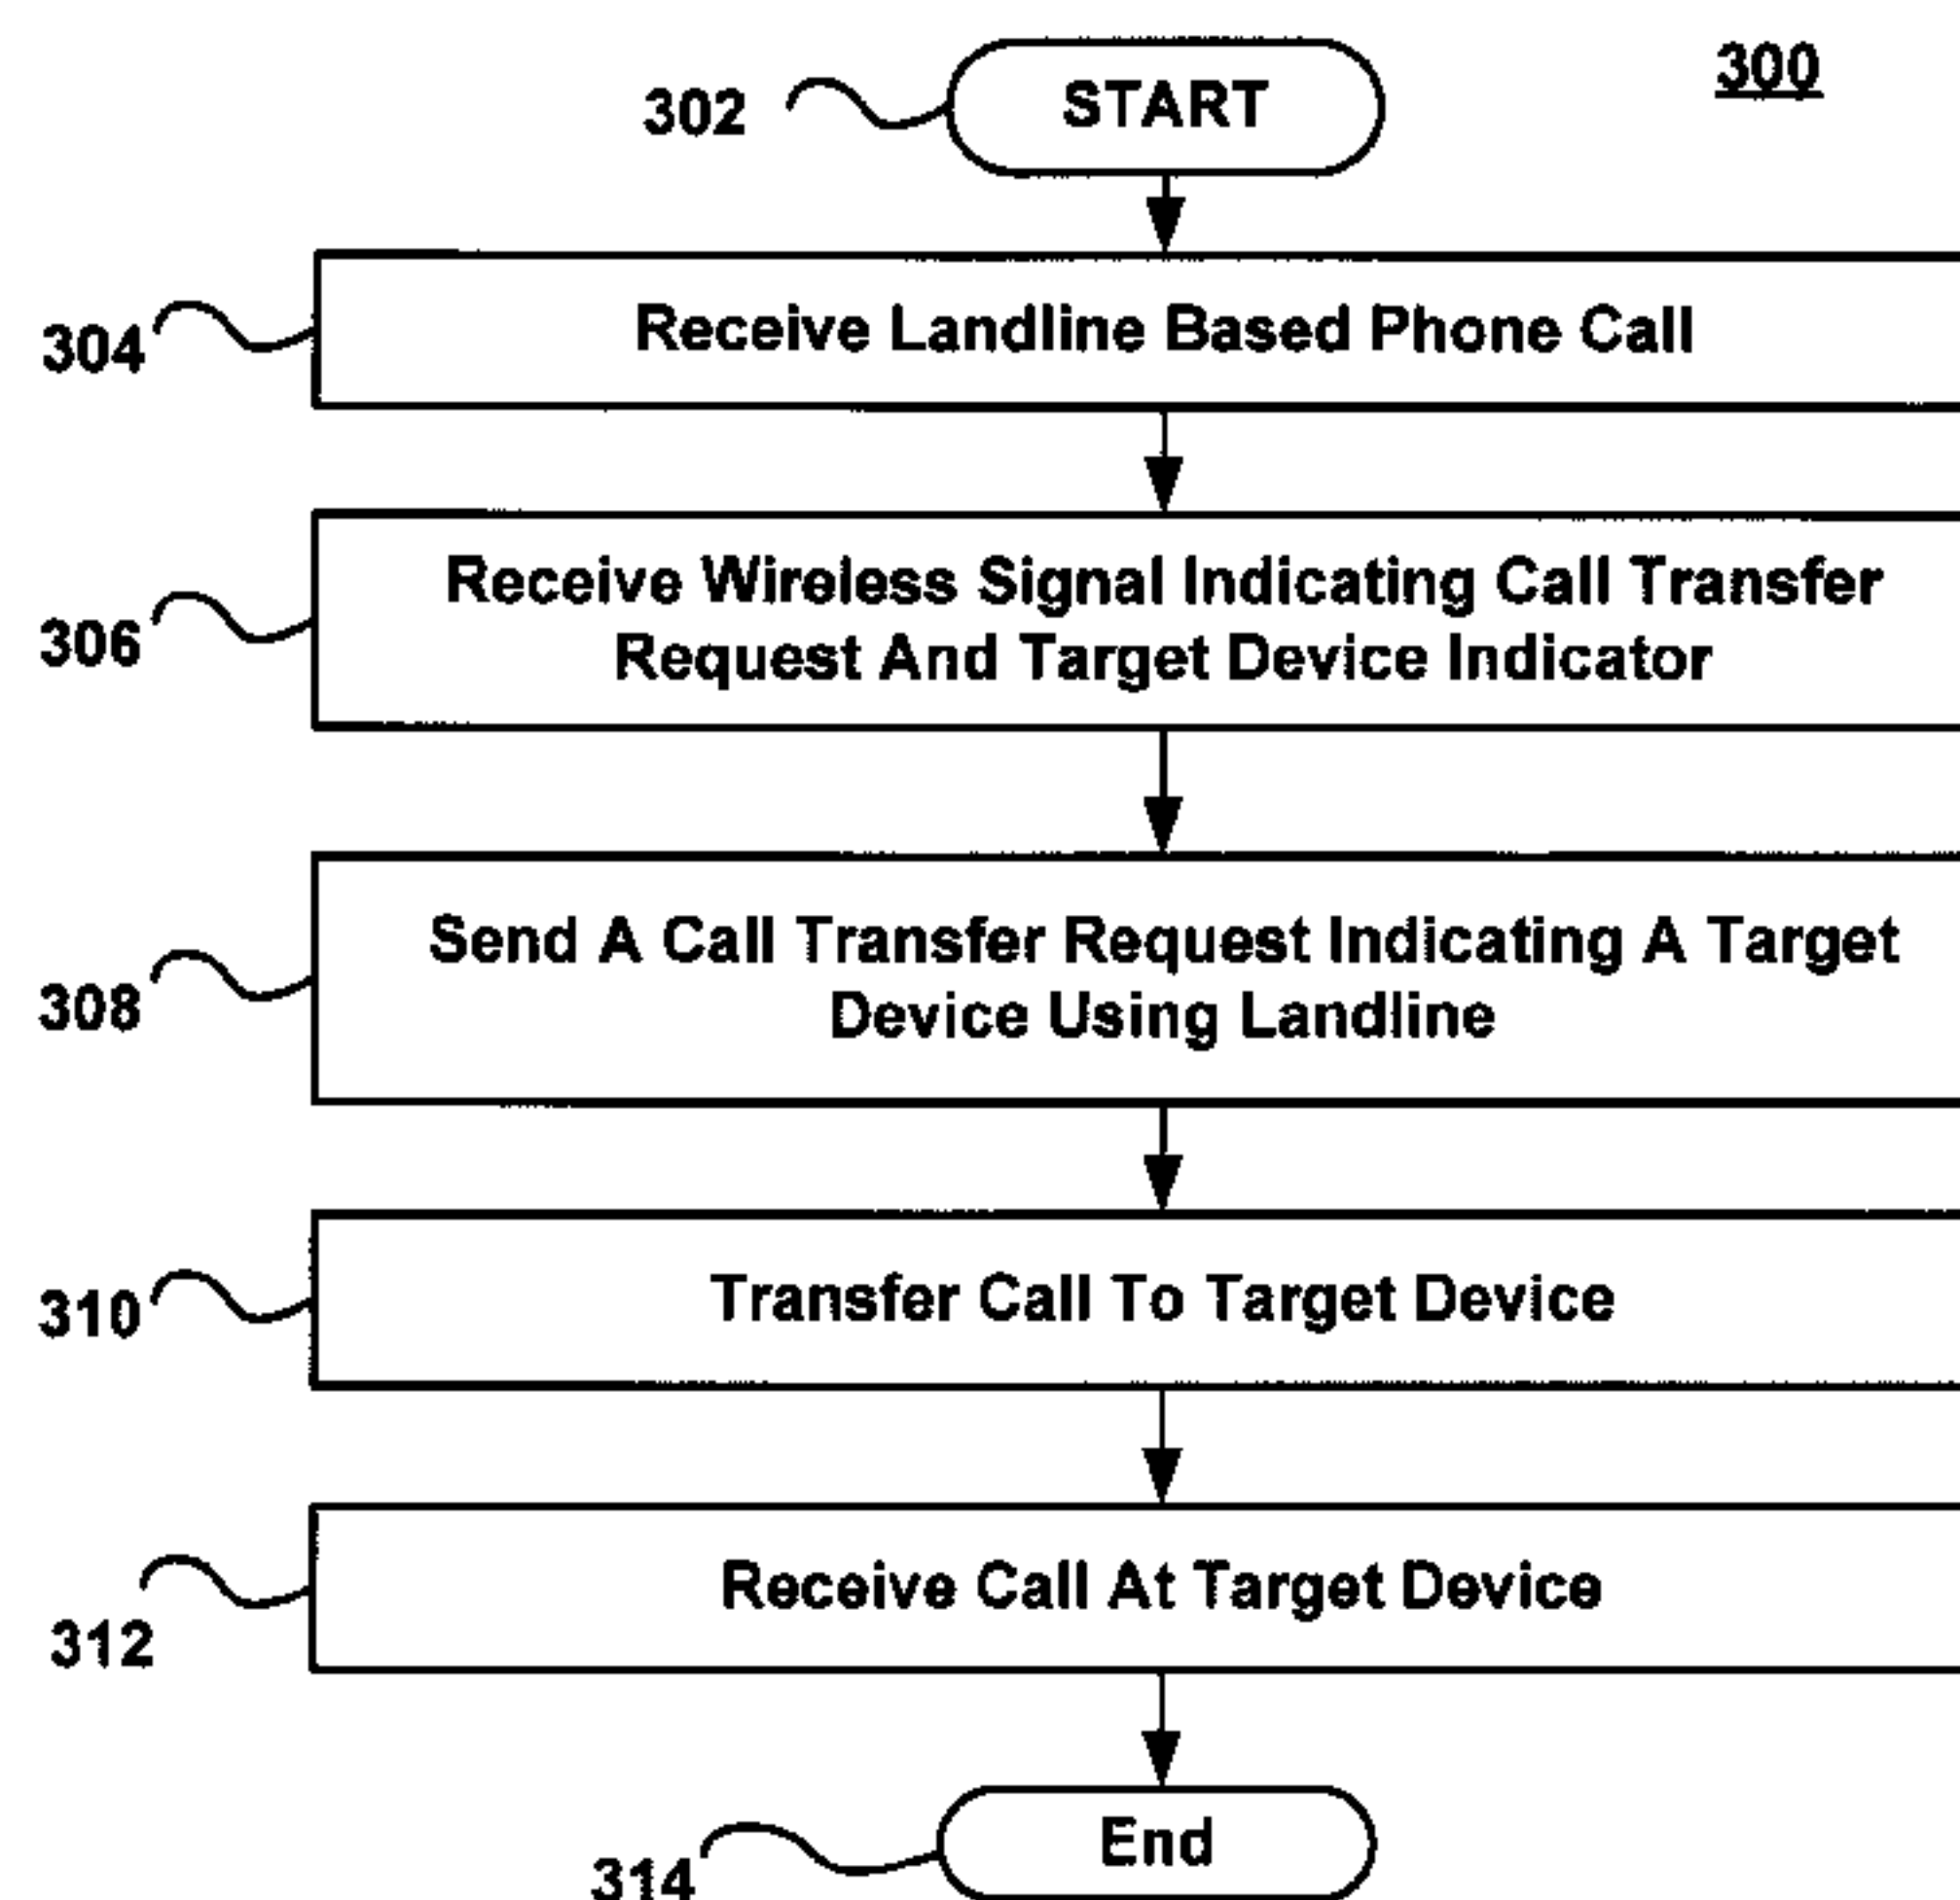 300
302
START
304
Receive Landline Based Phone Call
306
Receive Wireless Signal Indicating Call Transfer
Request And Target Device Indicator
308
Send A Call Transfer Request Indicating A Target
Device Using Landline
310
Transfer Call To Target Device
312
Receive Call At Target Device
314
End